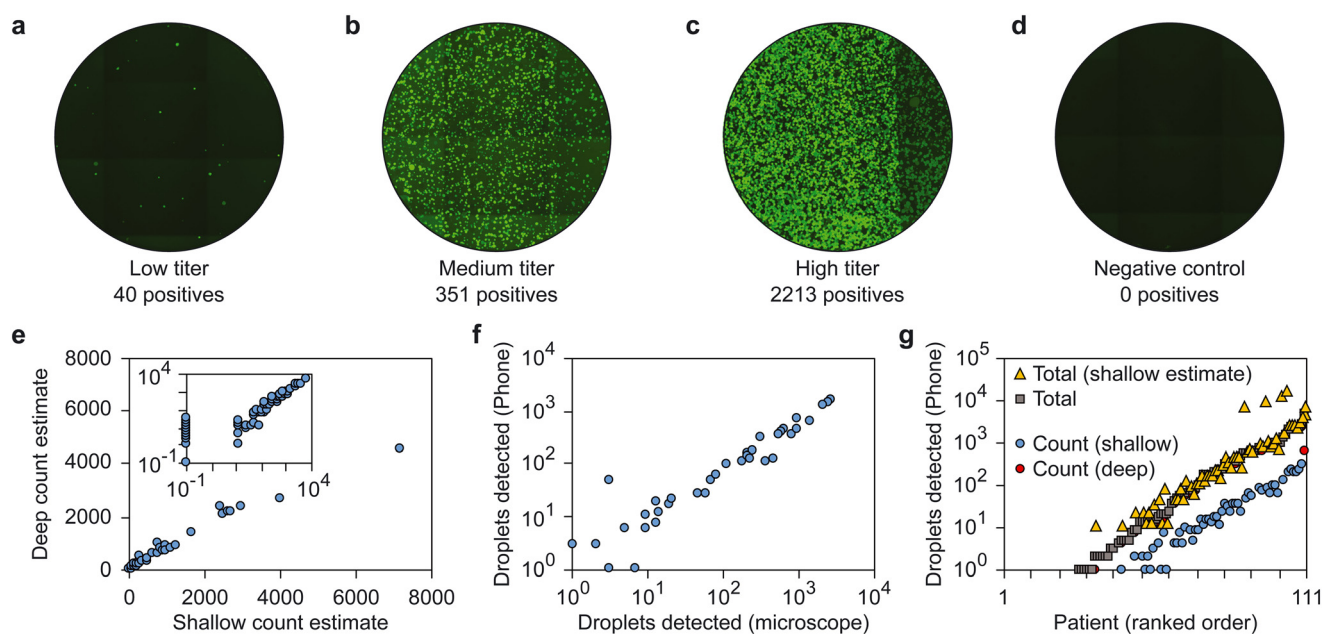 a
b
c
d
Low titer
40 positives
Medium titer
351 positives
High titer
2213 positives
Negative control
0 positives
e
Deep count estimate
8000
6000
4000
2000
0
10^4
10^-1
10^-1
10^4
0
2000
4000
6000
8000
Shallow count estimate
f
Droplets detected (Phone)
10^4
10^3
10^2
10^1
10^0
10^0
10^1
10^2
10^3
10^4
Droplets detected (microscope)
g
Droplets detected (Phone)
10^5
10^4
10^3
10^2
10^1
10^0
Total (shallow estimate)
Total
Count (shallow)
Count (deep)
1
111
Patient (ranked order)